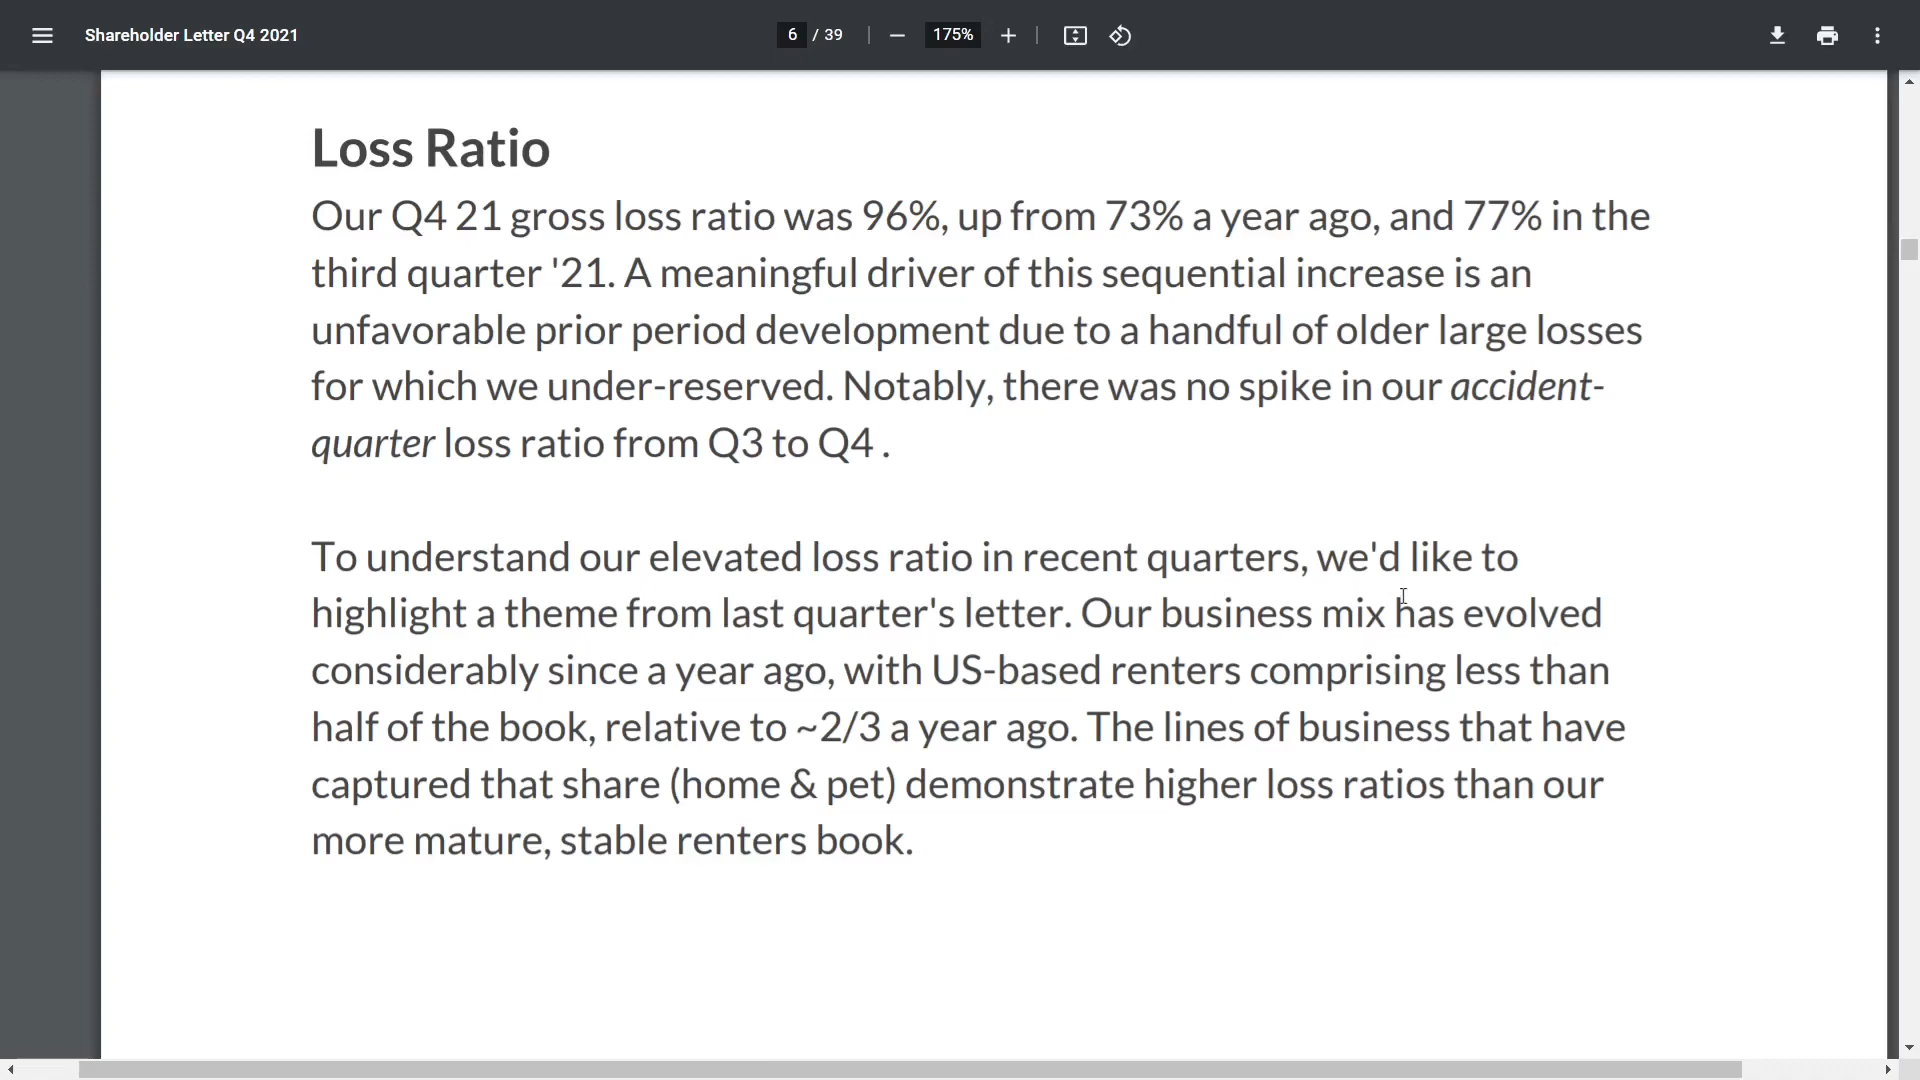 Shareholder Letter Q4 2021
6 / 39
175%
Loss Ratio
Our Q4 21 gross loss ratio was 96%, up from 73% a year ago, and 77% in the
third quarter '21. A meaningful driver of this sequential increase is an
unfavorable prior period development due to a handful of older large losses
for which we under-reserved. Notably, there was no spike in our accident-
quarter loss ratio from Q3 to Q4 .
To understand our elevated loss ratio in recent quarters, we'd like to
highlight a theme from last quarter's letter. Our business mix has evolved
considerably since a year ago, with US-based renters comprising less than
half of the book, relative to ~2/3 a year ago. The lines of business that have
captured that share (home & pet) demonstrate higher loss ratios than our
more mature, stable renters book.